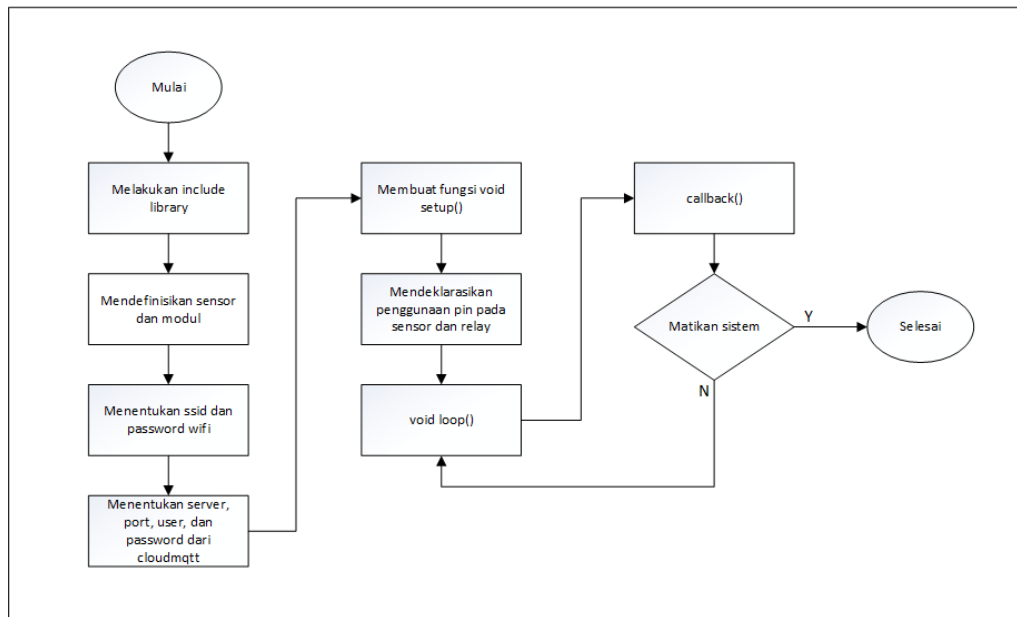 Mulai
Melakukan include
library
Mendefinisikan sensor
dan modul
Menentukan ssid dan
password wifi
Menentukan server,
port, user, dan
password dari
cloudmqtt
Membuat fungsi void
setup()
Mendeklarasikan
penggunaan pin pada
sensor dan relay
void loop()
callback()
Matikan sistem
Y
N
Selesai